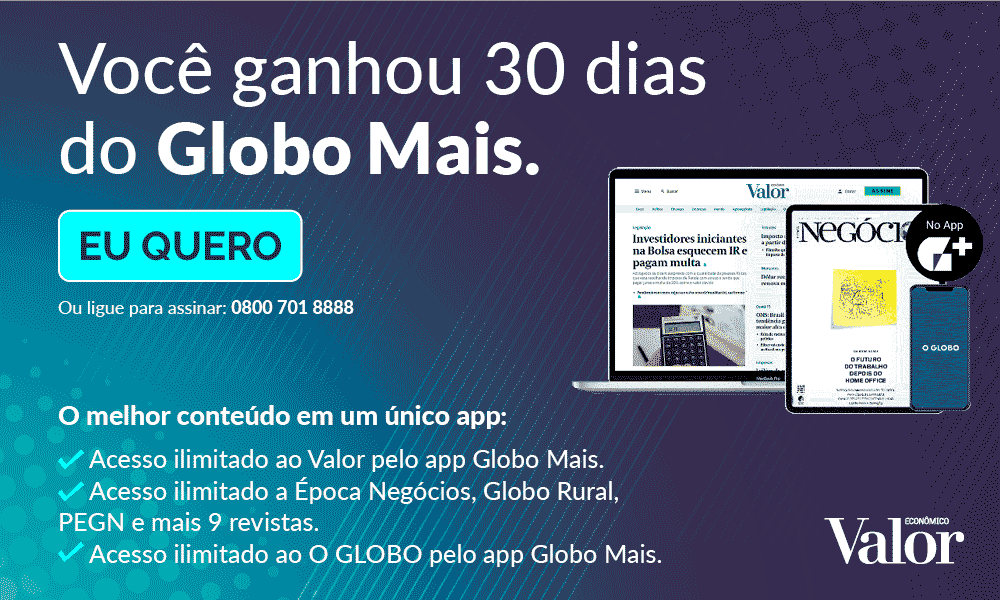 Você ganhou 30 dias
do Globo Mais.
EU QUERO
Ou ligue para assinar: 0800 701 8888
Menu
Valor
ASSINE
Investidores iniciantes
na Bolsa esquecem IR e
pagam multa
NEGÓCI
No App
G+
O GLOBO
O FUTURO
DO TRABALHO
DEPOIS DO
HOME OFFICE
O melhor conteúdo em um único app:
Acesso ilimitado ao Valor pelo app Globo Mais.
Acesso ilimitado a Época Negócios, Globo Rural,
PEGN e mais 9 revistas.
Acesso ilimitado ao O GLOBO pelo app Globo Mais.
Valor ECONÔMICO